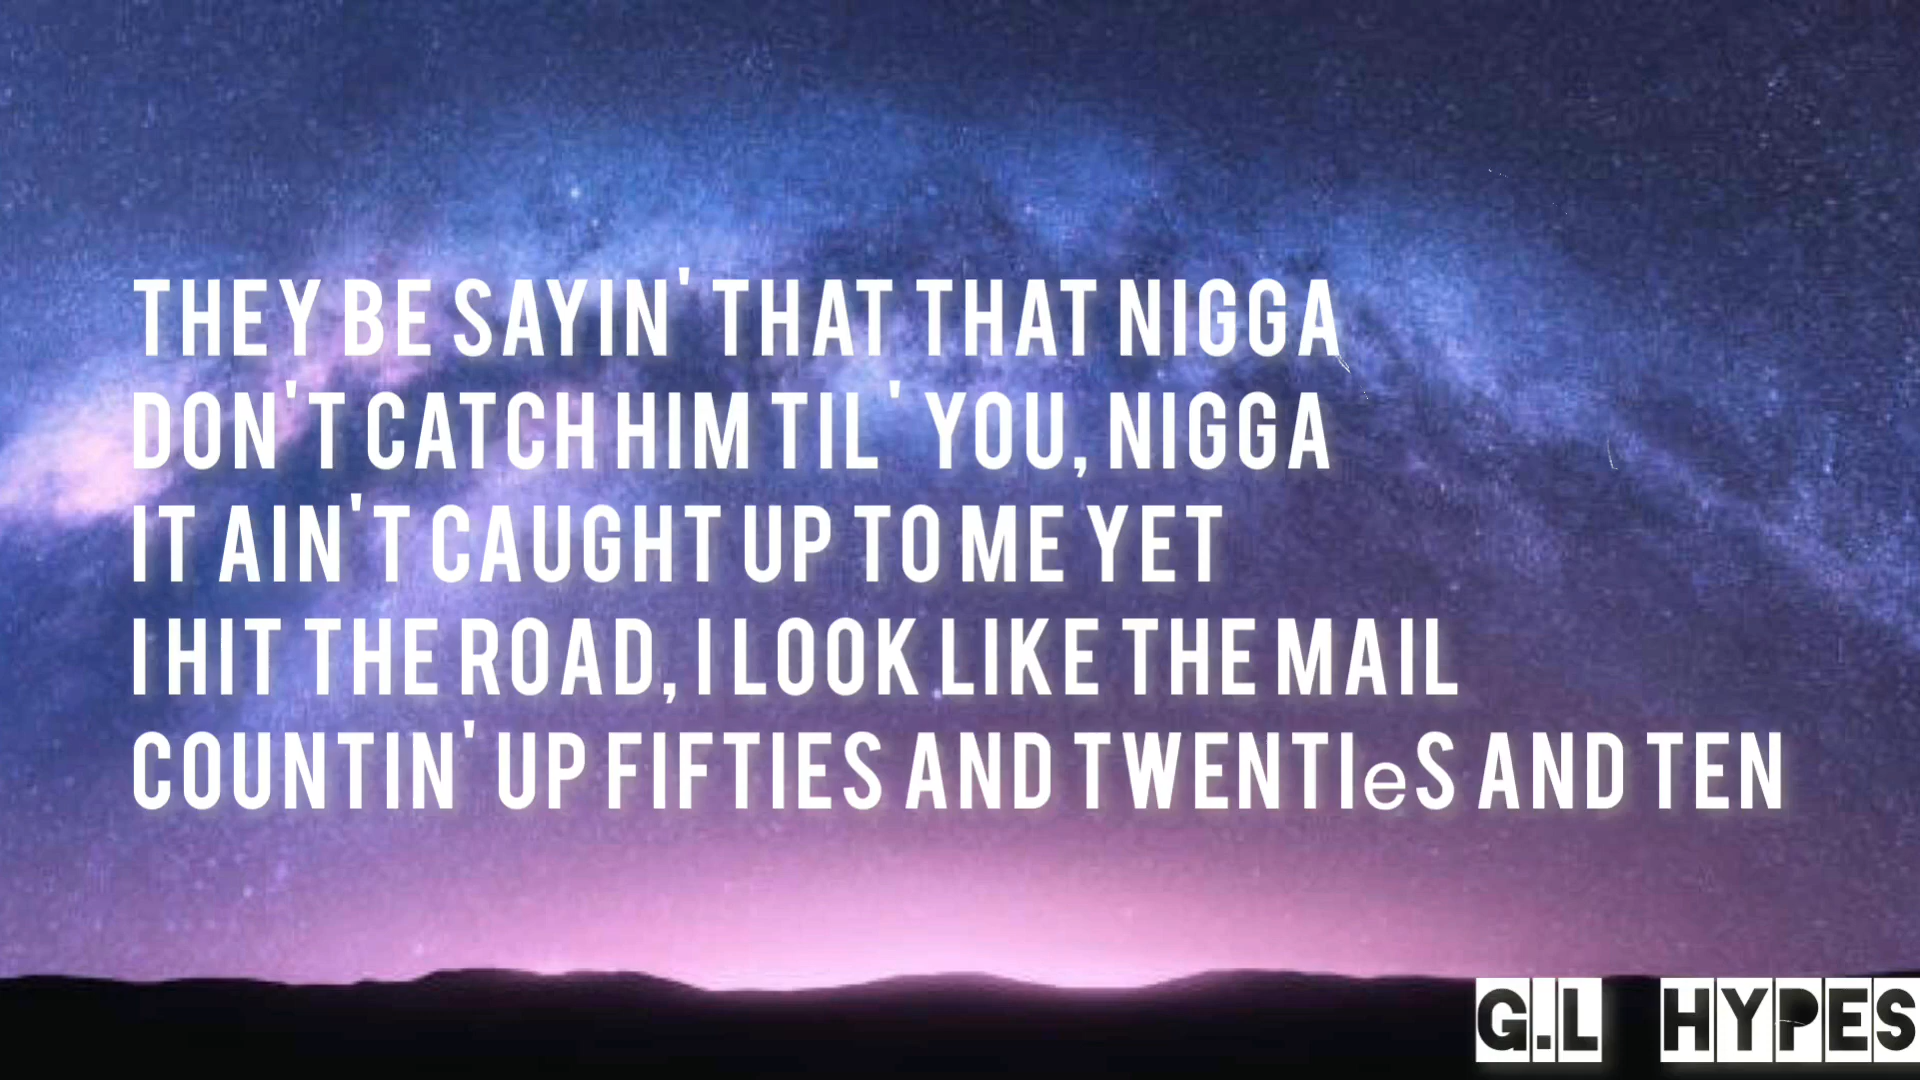 THEY BE SAYIN' THAT THAT NIGGA
DON'T CATCH HIM TIL' YOU, NIGGA
IT AIN'T CAUGHT UP TO ME YET
I HIT THE ROAD, I LOOK LIKE THE MAIL
COUNTIN' UP FIFTIES AND TWENTIeS AND TEN
G.L HYPES